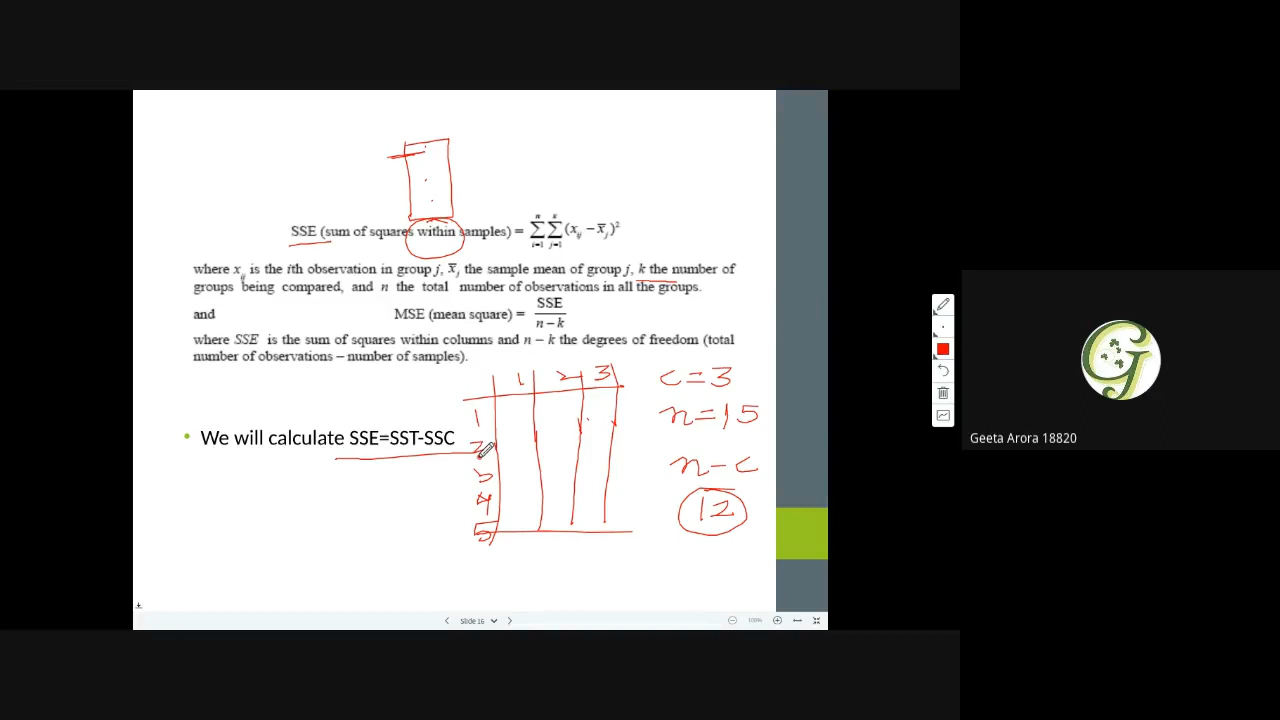 SSE (sum of squares within samples) = n Σ i=1 k Σ j=1 (x_ij − x̄_j)²
where x_ij is the ith observation in group j, x̄_j the sample mean of group j, k the number of
groups being compared, and n the total number of observations in all the groups.
and MSE (mean square) = SSE / n−k
where SSE is the sum of squares within columns and n − k the degrees of freedom (total
number of observations – number of samples).
• We will calculate SSE=SST-SSC
1 2 3
1
2
3
4
5
c=3
n=15
n-c
12
Slide 16
100%
G
Geeta Arora 18820